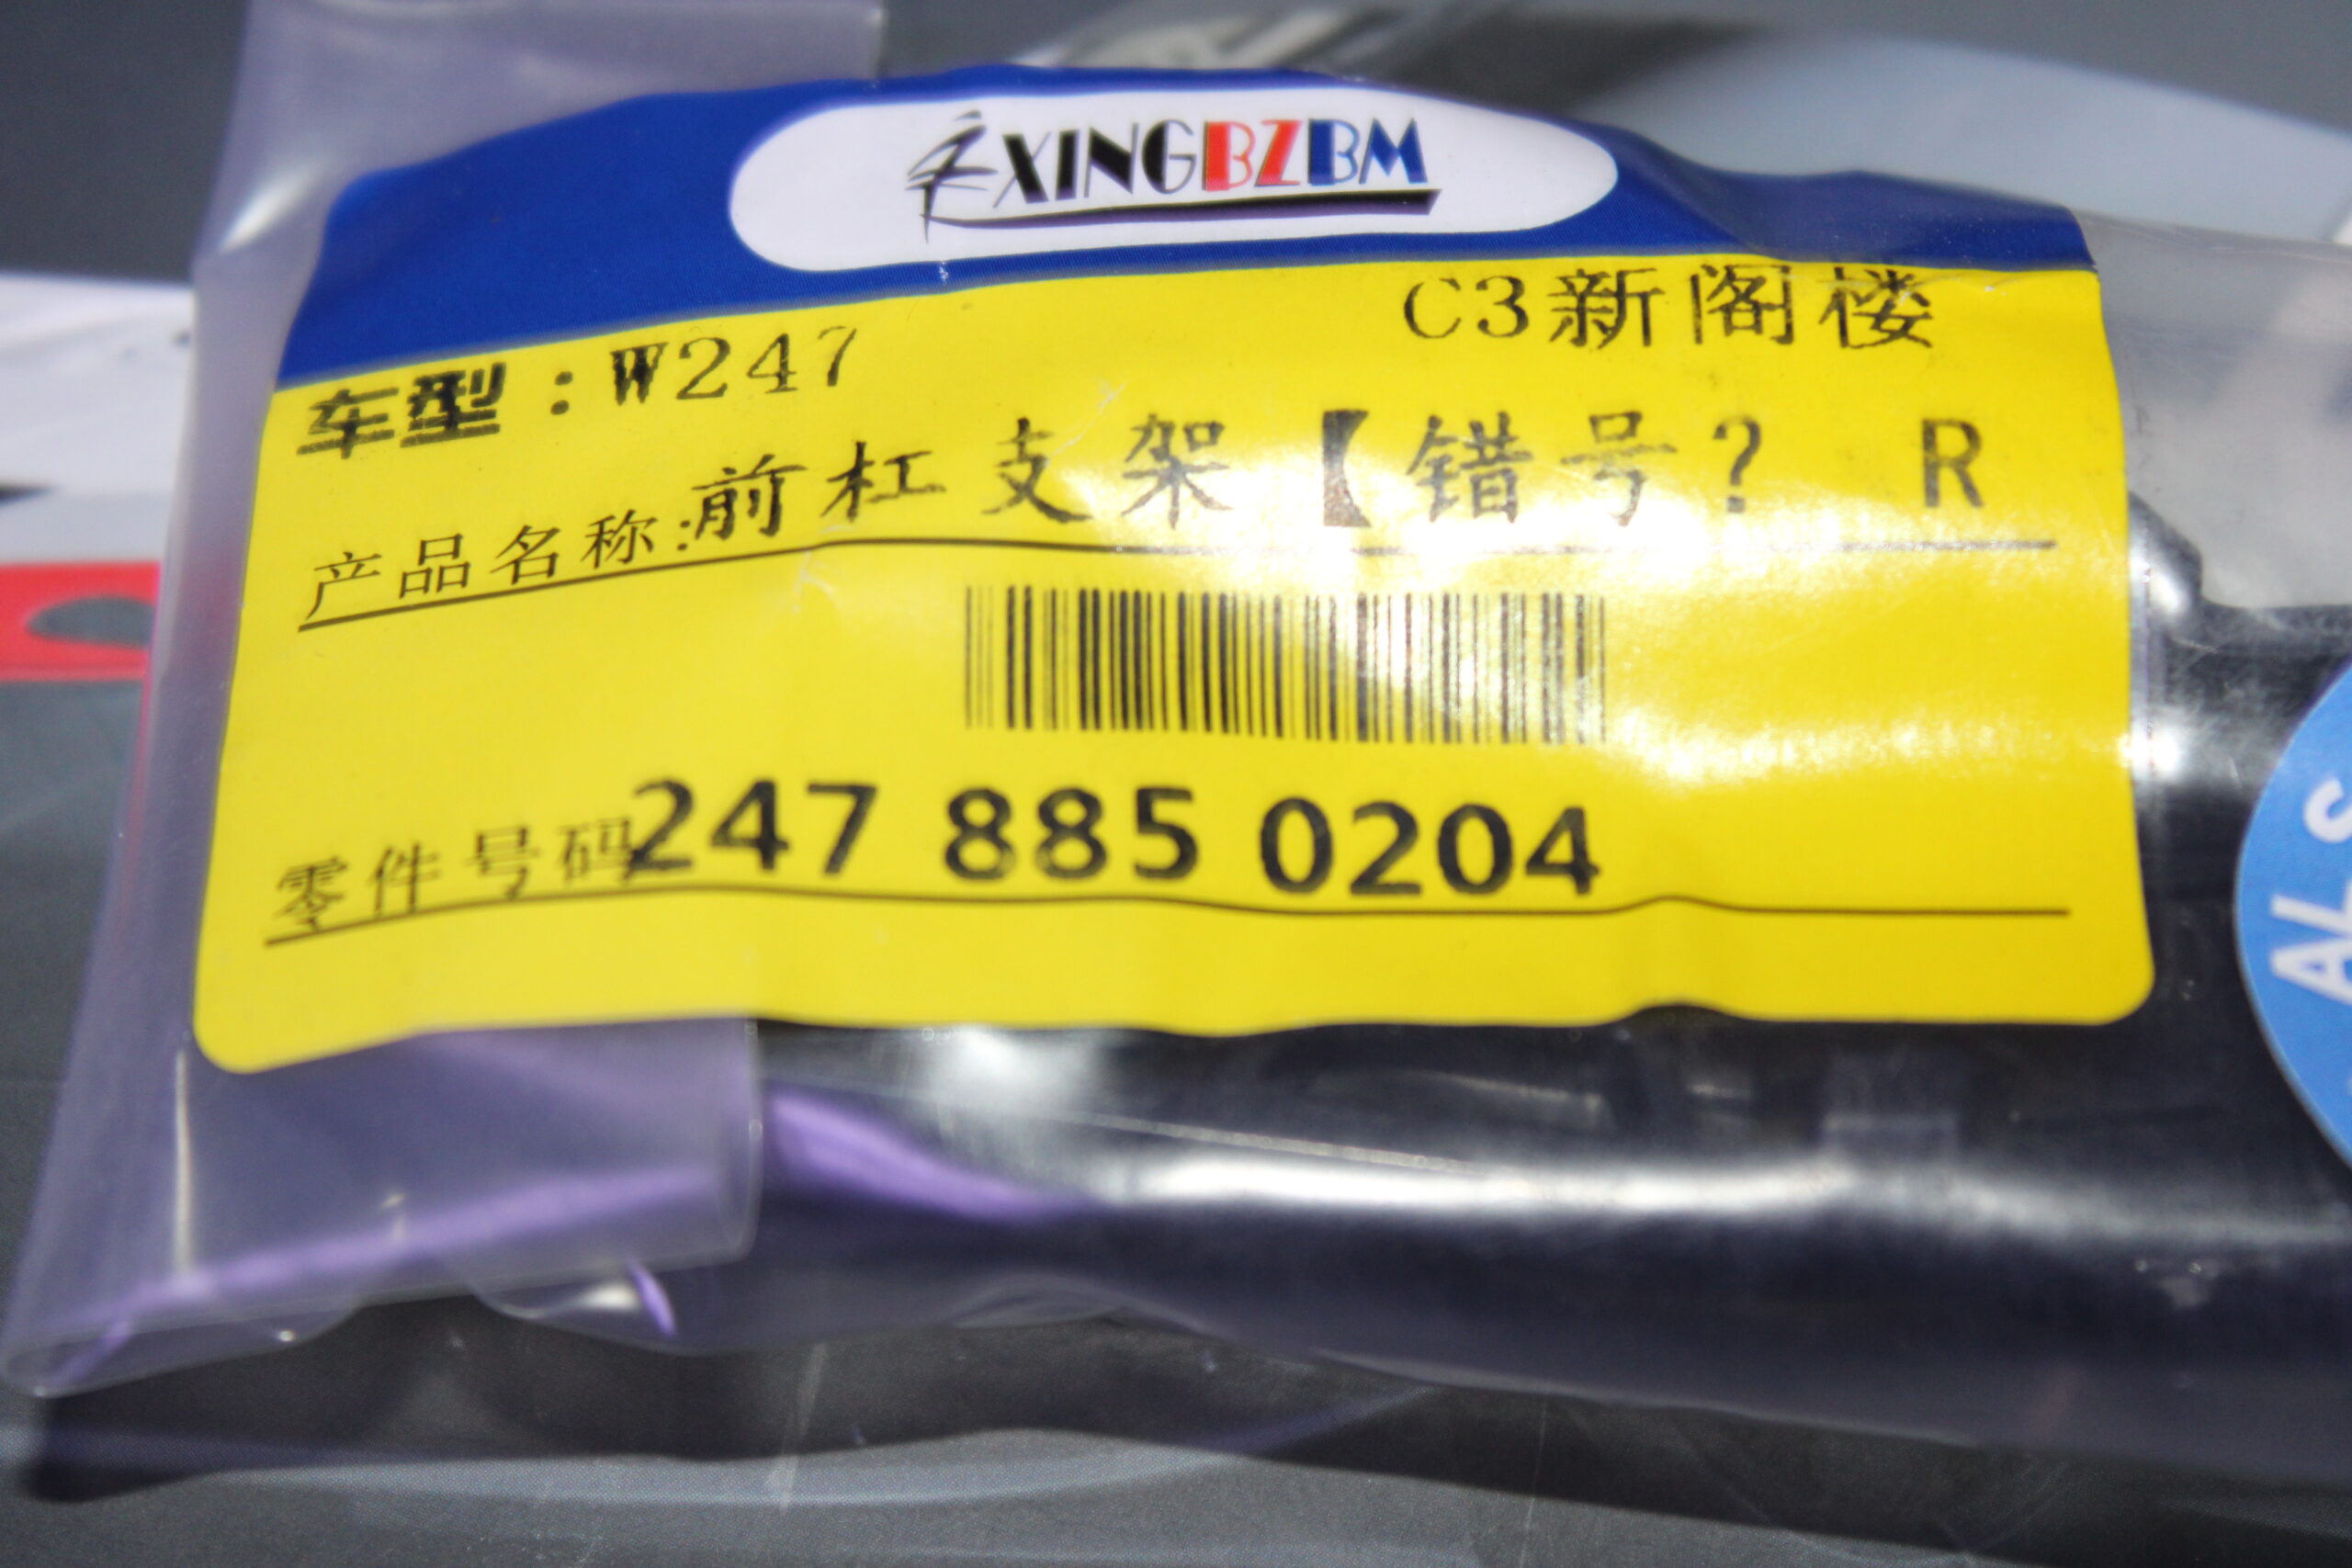 XINGBZBM
C3新阁楼
车型：W247
产品名称:前杠支架【错号? R
零件号码247 885 0204
ALS